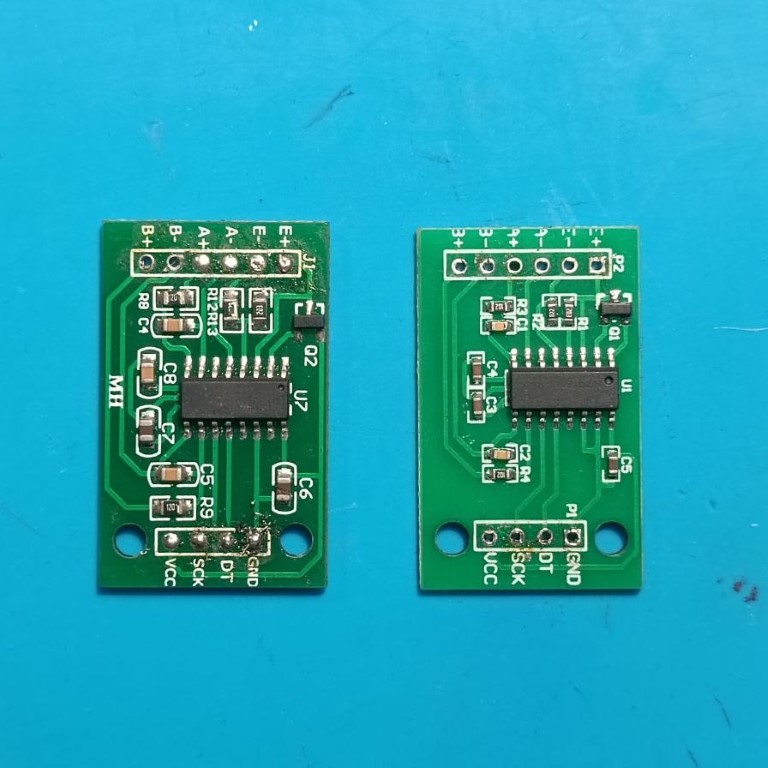 B+ B- A+ A- E- E+
J1
R8 R12 R13
C4
Q2
C8
MH
U7
C7
C5 C6
R9
VCC SCK DT GND
B+ B- A+ A- E- E+
P2
R3
C1 R2 R1 Q1
C4
U1
C3
C2
R4 C5
P1
VCC SCK DT GND